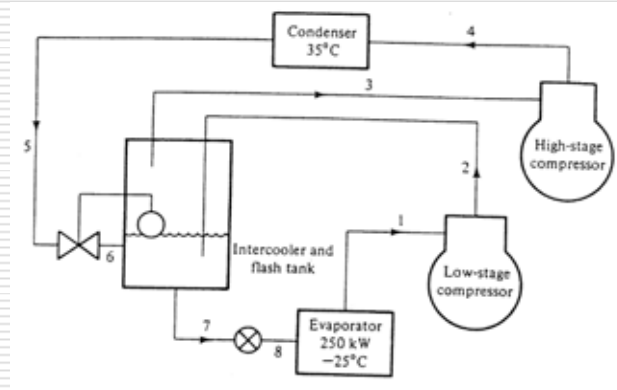 Condenser
35°C
4
3
High-stage
compressor
5
2
1
6
Intercooler and
flash tank
Low-stage
compressor
7
8
Evaporator
250 kW
−25°C